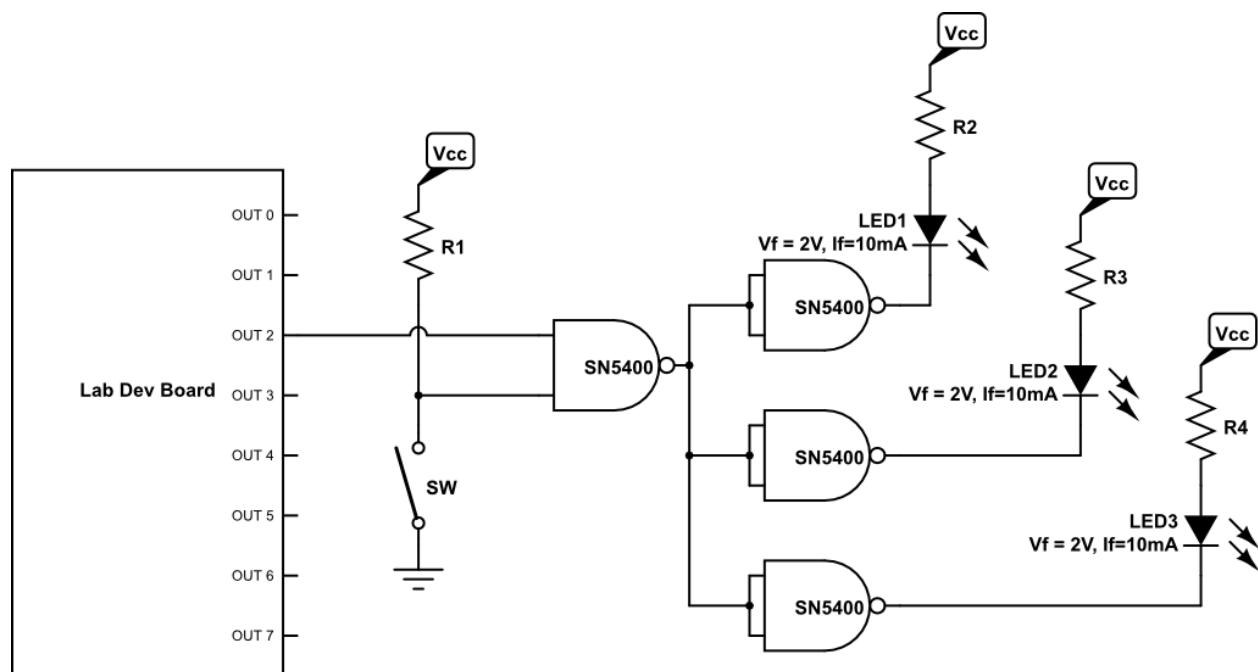 Vcc
R2
LED1
Vf = 2V, If=10mA
Vcc
R3
LED2
Vf = 2V, If=10mA
Vcc
R4
LED3
Vf = 2V, If=10mA
Vcc
R1
SW
Lab Dev Board
OUT 0
OUT 1
OUT 2
OUT 3
OUT 4
OUT 5
OUT 6
OUT 7
SN5400
SN5400
SN5400
SN5400